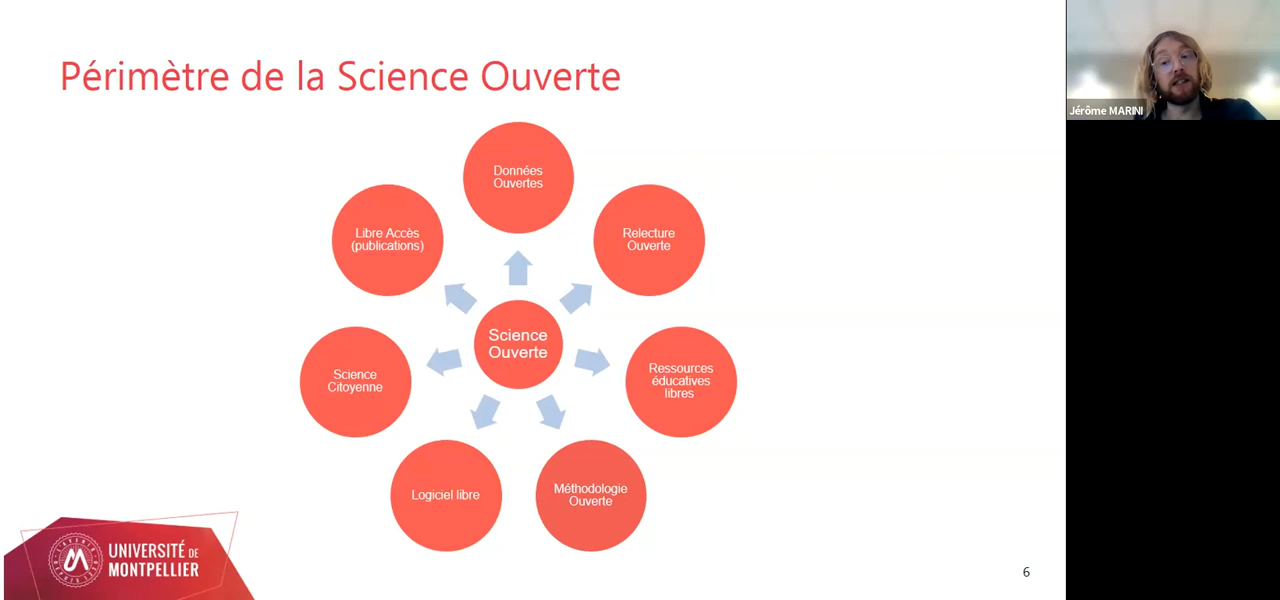 Périmètre de la Science Ouverte
Jérôme MARINI
Données
Ouvertes
Libre Accès
(publications)
Relecture
Ouverte
Science
Ouverte
Science
Citoyenne
Ressources
éducatives
libres
Logiciel libre
Méthodologie
Ouverte
UNIVERSITÉ DE
MONTPELLIER
6